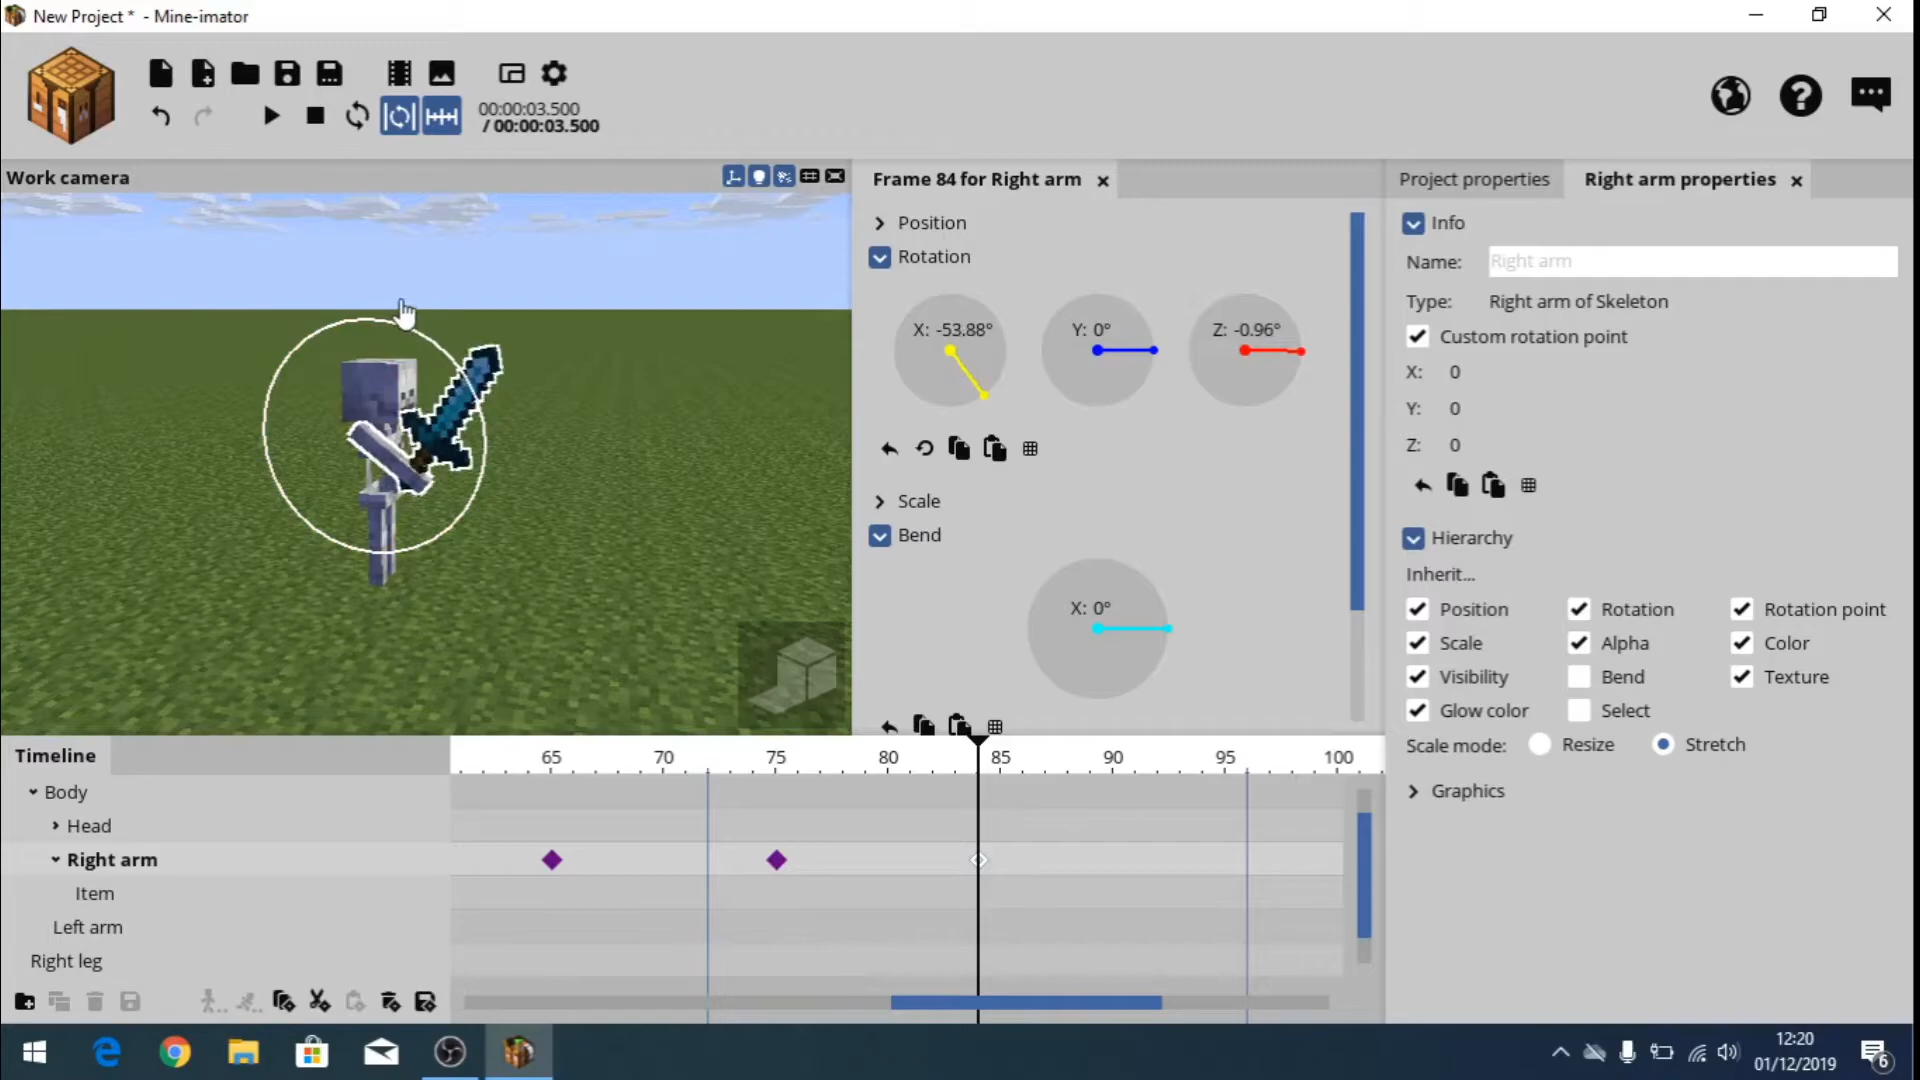 New Project * - Mine-imator
00:00:03.500
/ 00:00:03.500
Work camera
Frame 84 for Right arm
Position
Rotation
X: -53.88°
Y: 0°
Z: -0.96°
Scale
Bend
X: 0°
Project properties
Right arm properties
Info
Name: Right arm
Type: Right arm of Skeleton
Custom rotation point
X: 0
Y: 0
Z: 0
Hierarchy
Inherit...
Position Rotation Rotation point
Scale Alpha Color
Visibility Bend Texture
Glow color Select
Scale mode: Resize Stretch
Graphics
Timeline
65 70 75 80 85 90 95 100
Body
Head
Right arm
Item
Left arm
Right leg
12:20
01/12/2019
6